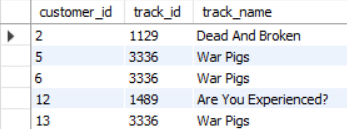 customer_id track_id track_name
2 1129 Dead And Broken
5 3336 War Pigs
6 3336 War Pigs
12 1489 Are You Experienced?
13 3336 War Pigs